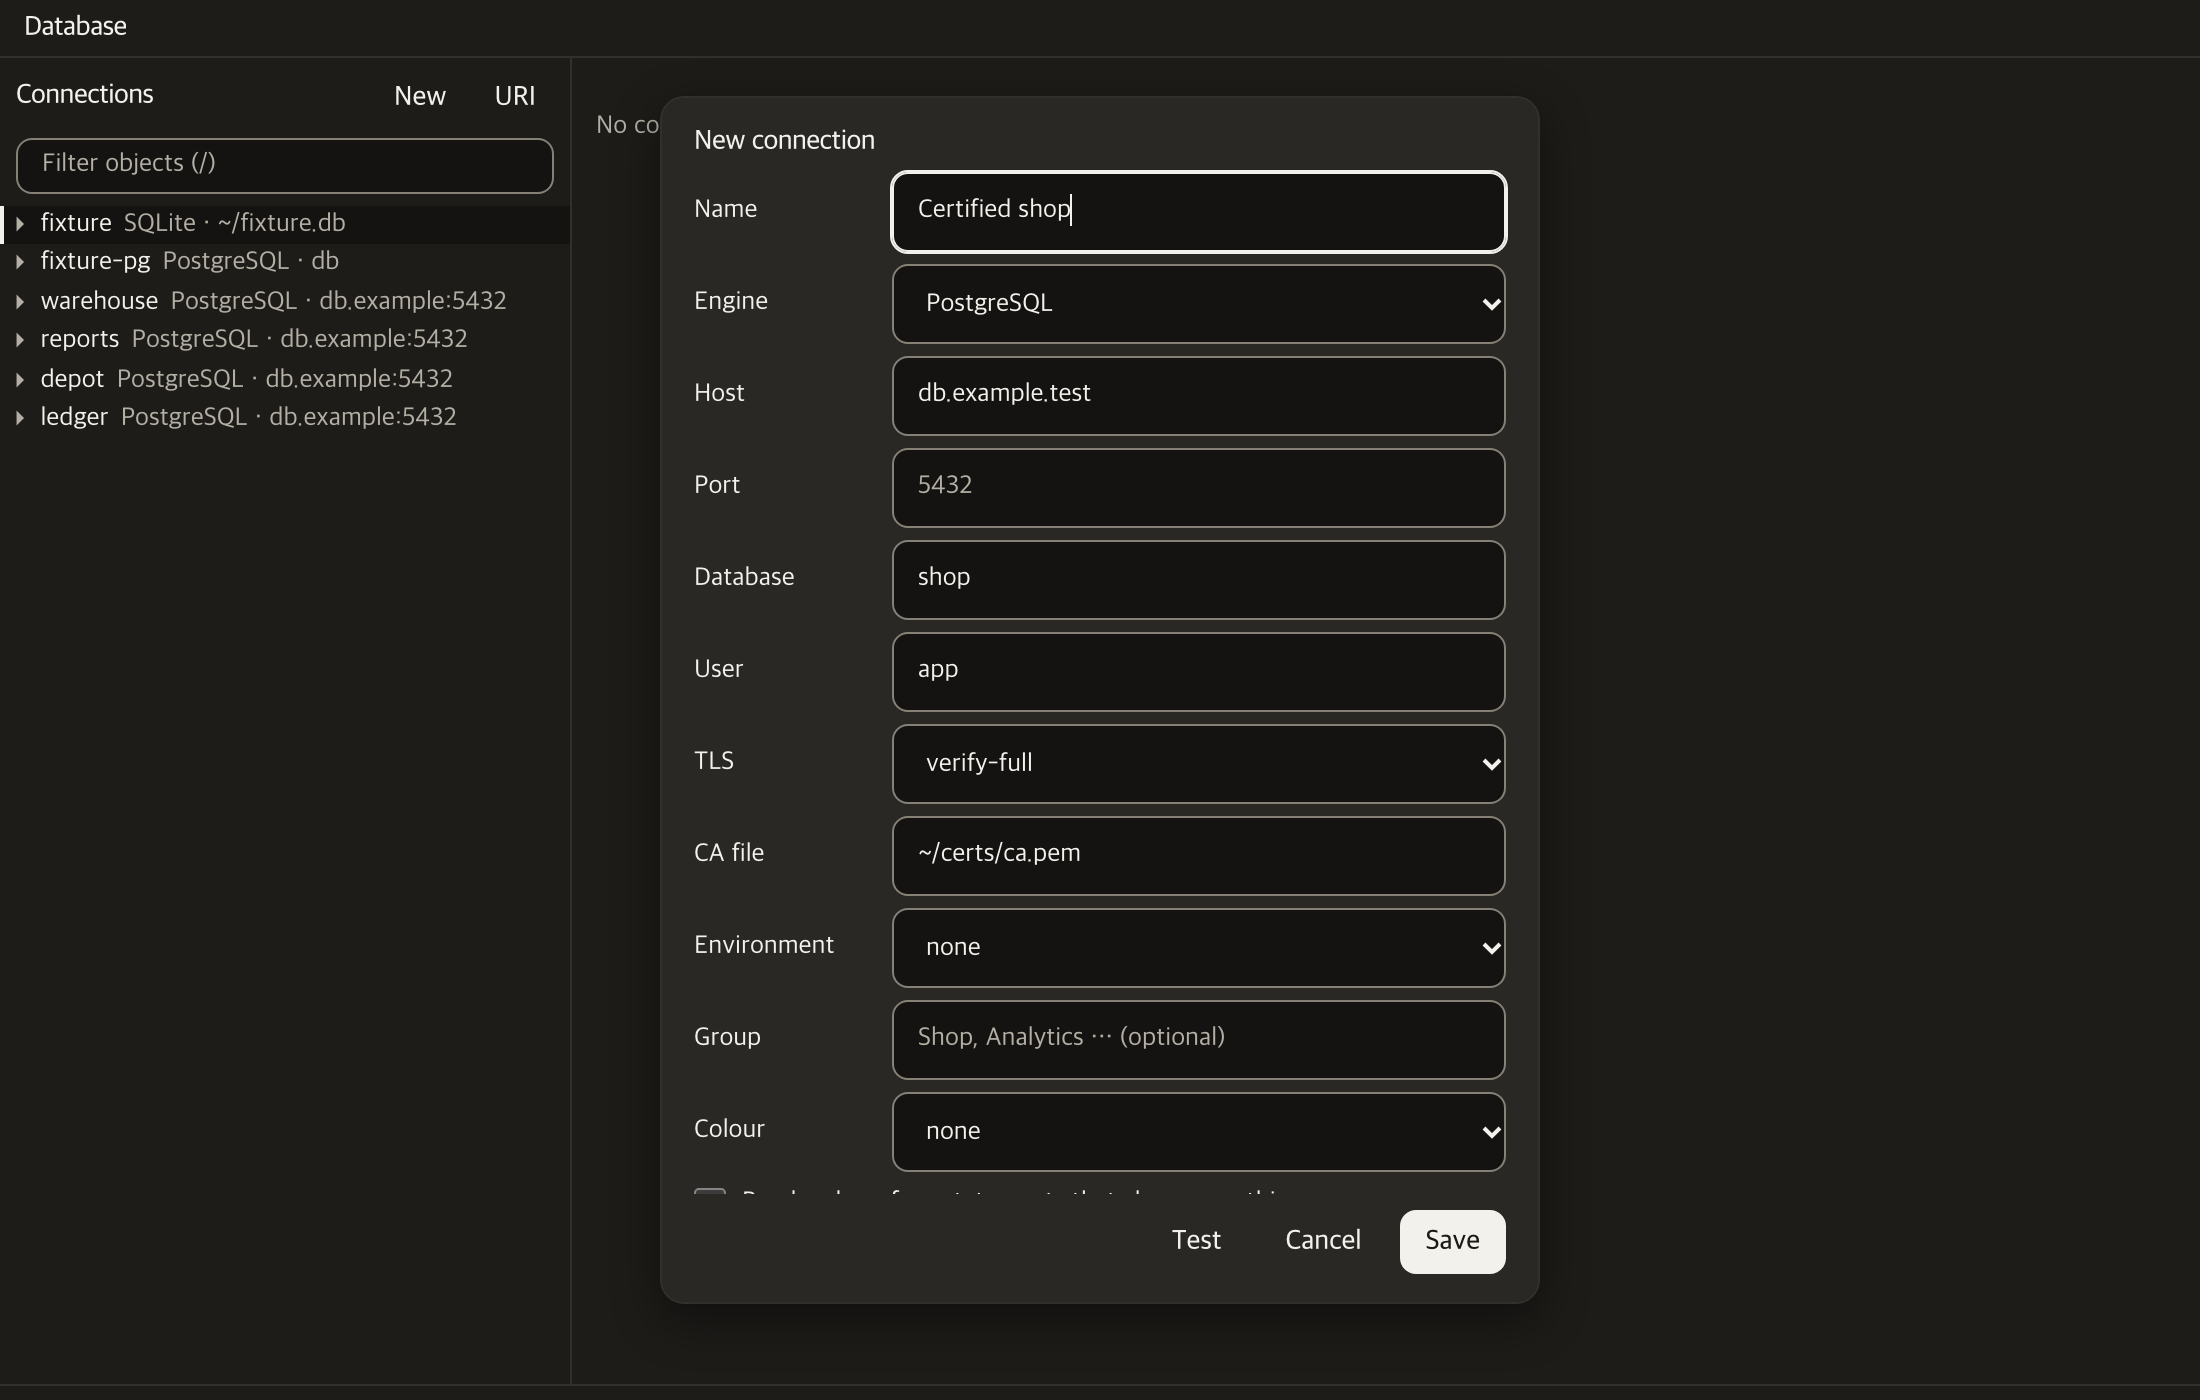 Database
Connections New URI
Filter objects (/)
fixture SQLite · ~/fixture.db
fixture-pg PostgreSQL · db
warehouse PostgreSQL · db.example:5432
reports PostgreSQL · db.example:5432
depot PostgreSQL · db.example:5432
ledger PostgreSQL · db.example:5432
No co
New connection
Name Certified shop
Engine PostgreSQL
Host db.example.test
Port 5432
Database shop
User app
TLS verify-full
CA file ~/certs/ca.pem
Environment none
Group Shop, Analytics ··· (optional)
Colour none
Test Cancel Save